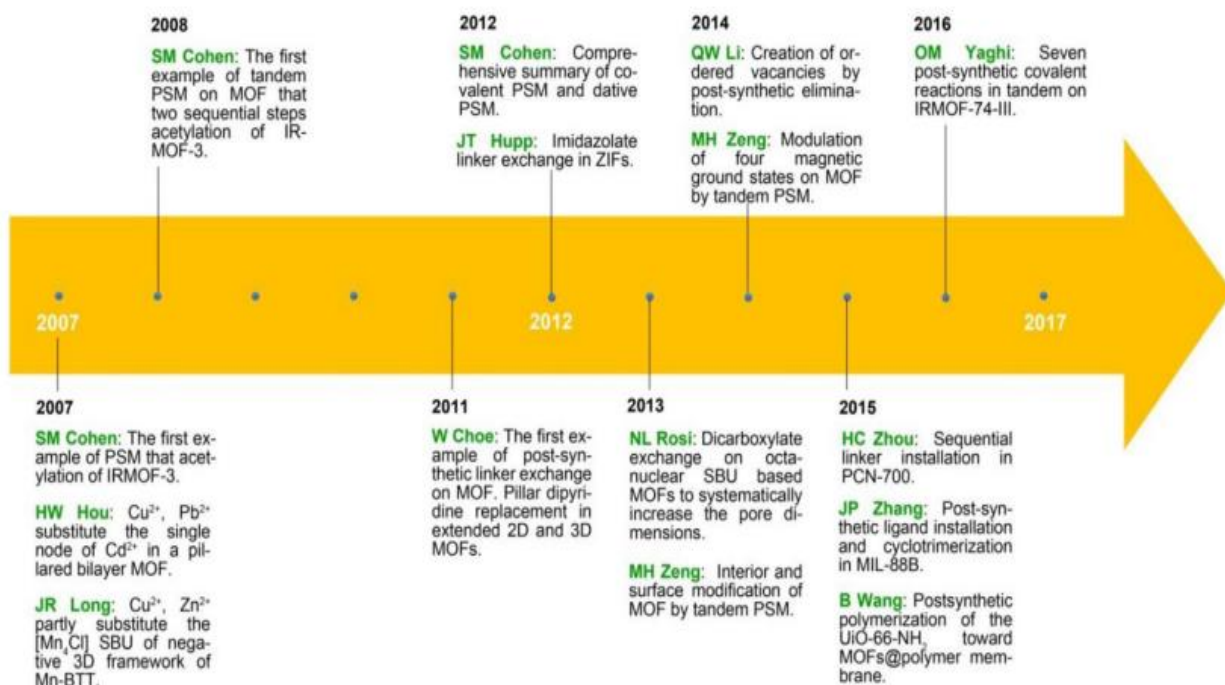 2008
SM Cohen: The first
example of tandem
PSM on MOF that
two sequential steps
acetylation of IR-
MOF-3.
2012
SM Cohen: Compre-
hensive summary of co-
valent PSM and dative
PSM.
JT Hupp: Imidazolate
linker exchange in ZIFs.
2014
QW Li: Creation of or-
dered vacancies by
post-synthetic elimina-
tion.
MH Zeng: Modulation
of four magnetic
ground states on MOF
by tandem PSM.
2016
OM Yaghi: Seven
post-synthetic covalent
reactions in tandem on
IRMOF-74-III.
2007
2012
2017
2007
SM Cohen: The first ex-
ample of PSM that acet-
ylation of IRMOF-3.
HW Hou: Cu²⁺, Pb²⁺
substitute the single
node of Cd²⁺ in a pil-
lared bilayer MOF.
JR Long: Cu²⁺, Zn²⁺
partly substitute the
[Mn₄Cl] SBU of nega-
tive 3D framework of
Mn-BTT.
2011
W Choe: The first ex-
ample of post-syn-
thetic linker exchange
on MOF. Pillar dipyri-
dine replacement in
extended 2D and 3D
MOFs.
2013
NL Rosi: Dicarboxylate
exchange on octa-
nuclear SBU based
MOFs to systematically
increase the pore di-
mensions.
MH Zeng: Interior and
surface modification of
MOF by tandem PSM.
2015
HC Zhou: Sequential
linker installation in
PCN-700.
JP Zhang: Post-syn-
thetic ligand installation
and cyclotrimerization
in MIL-88B.
B Wang: Postsynthetic
polymerization of the
UiO-66-NH₂ toward
MOFs@polymer mem-
brane.